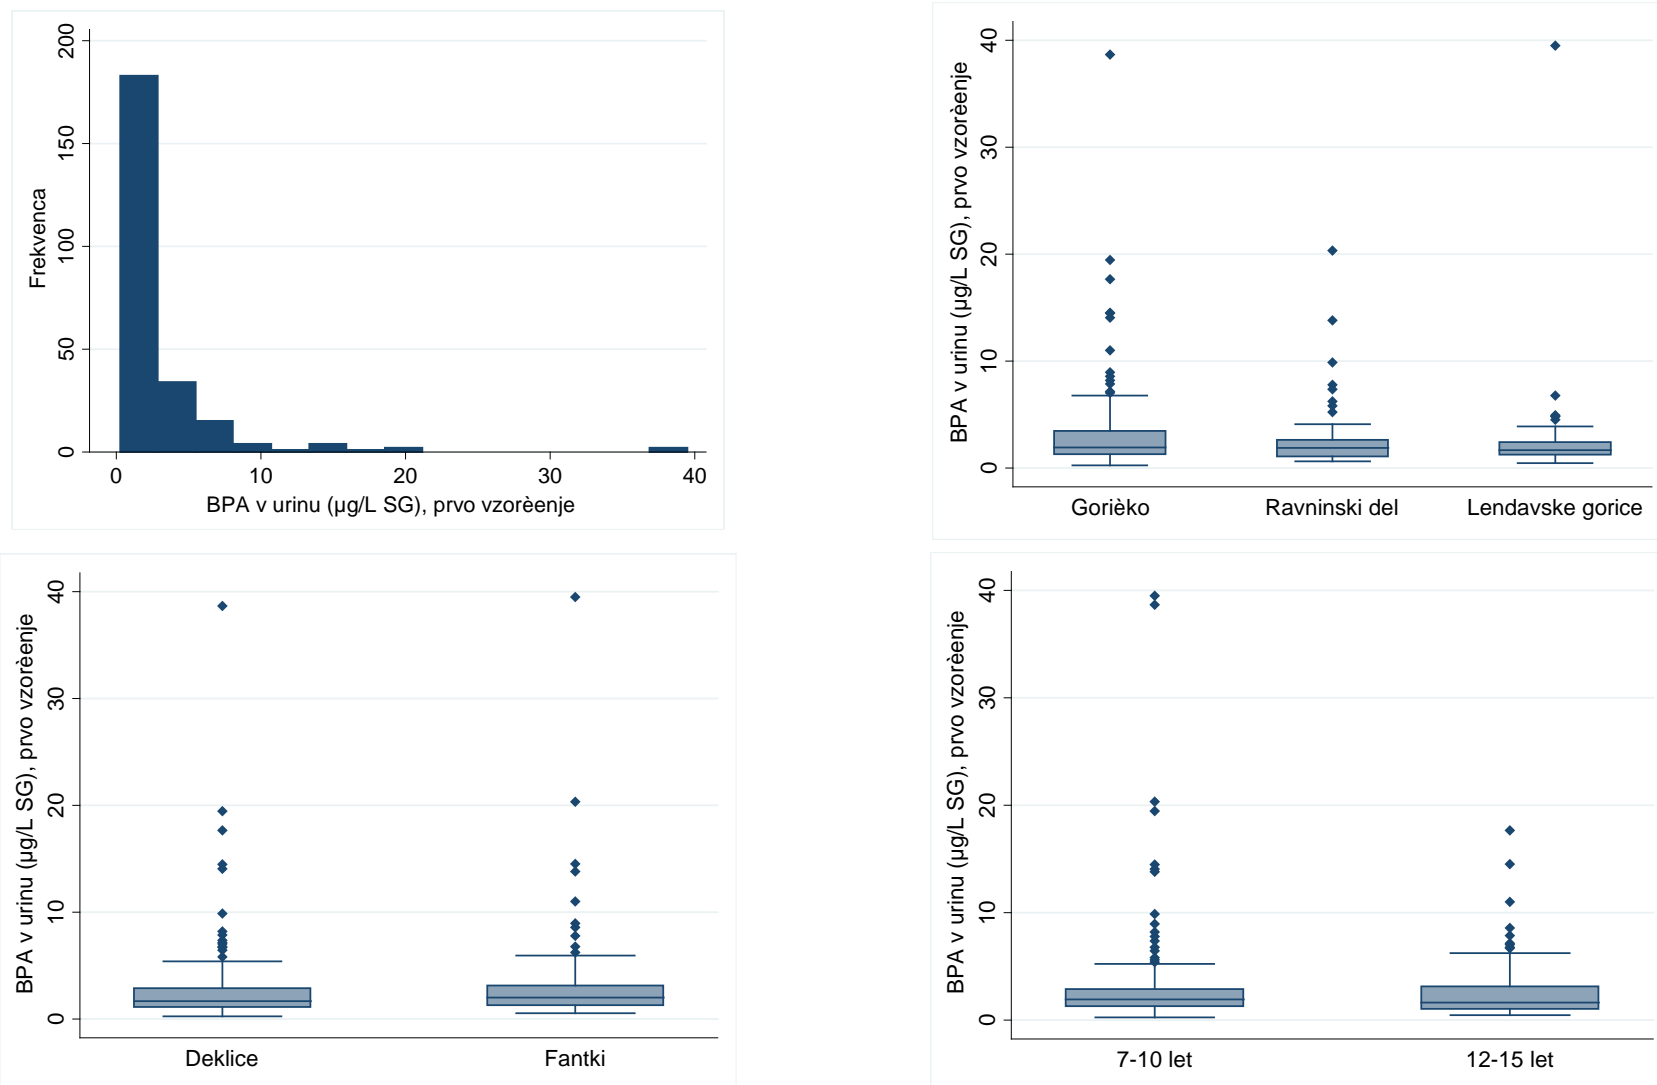 Frekvenca
200
150
100
50
0
0 10 20 30 40
BPA v urinu (µg/L SG), prvo vzorèenje
BPA v urinu (µg/L SG), prvo vzorèenje
40
30
20
10
0
Gorièko Ravninski del Lendavske gorice
BPA v urinu (µg/L SG), prvo vzorèenje
40
30
20
10
0
Deklice Fantki
BPA v urinu (µg/L SG), prvo vzorèenje
40
30
20
10
0
7-10 let 12-15 let